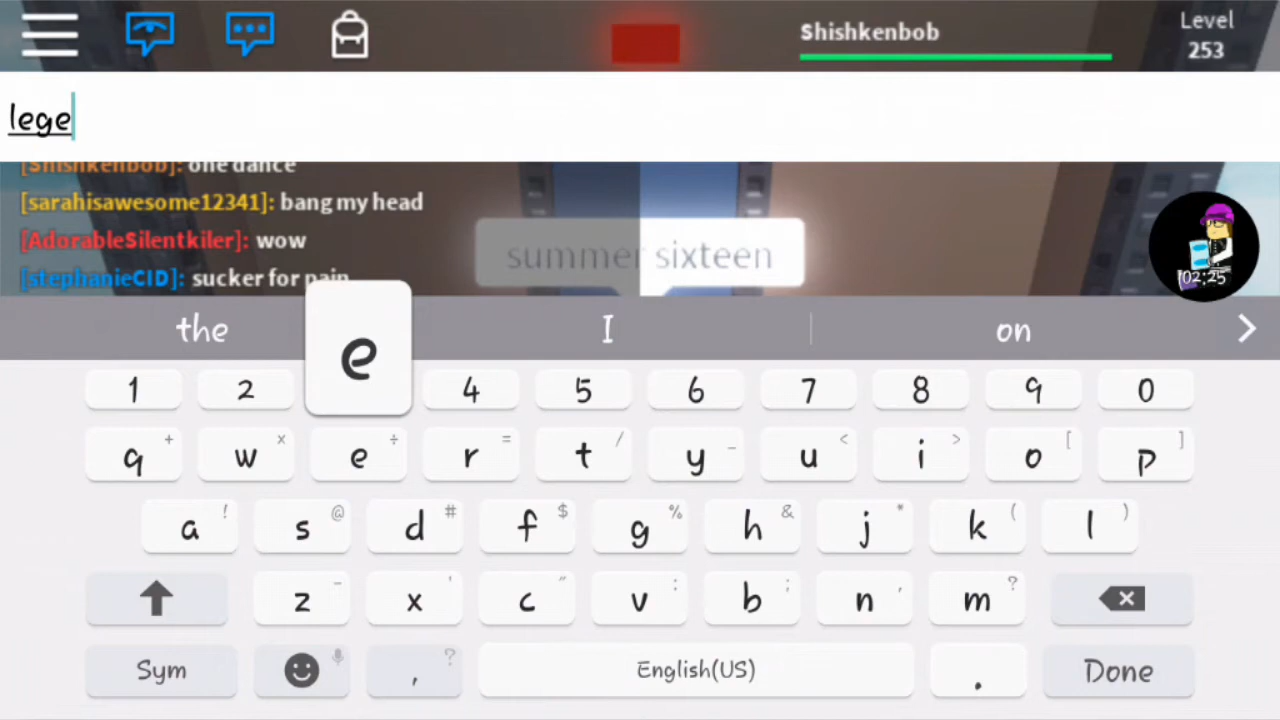 Shishkenbob
Level
253
lege
[Shishkenbob]: one dance
[sarahisawesome12341]: bang my head
[AdorableSilentkiler]: wow
[stephanieCID]: sucker for pain
summer sixteen
02:25
the I on
e
1 2 4 5 6 7 8 9 0
q + w × e ÷ r = t / y _ u < i > o [ p ]
a ! s @ d # f $ g % h & j * k ( l )
z - x ' c " v : b ; n , m ?
Sym , ? English(US) . Done